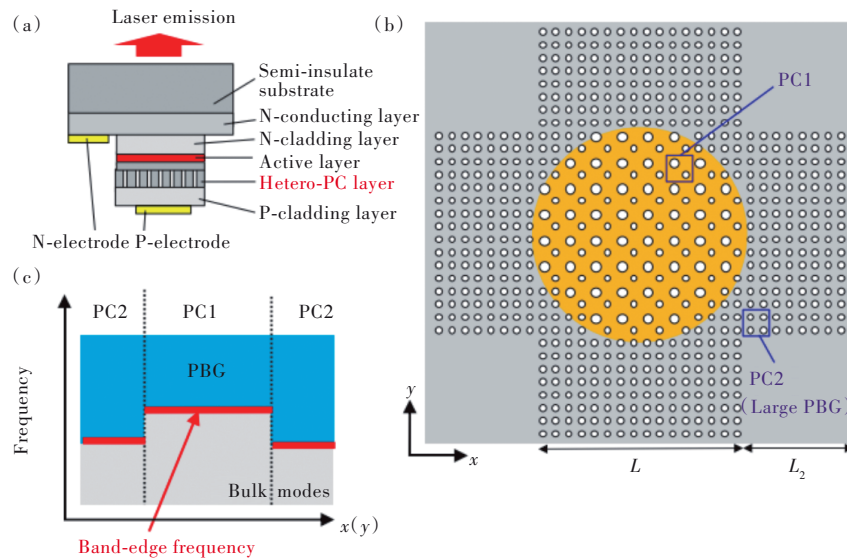 (a)
Laser emission
Semi-insulate
substrate
N-conducting layer
N-cladding layer
Active layer
Hetero-PC layer
P-cladding layer
N-electrode P-electrode
(b)
PC1
PC2
(Large PBG)
y
x
L
L2
(c)
PC2
PC1
PC2
PBG
Frequency
Bulk modes
x(y)
Band-edge frequency